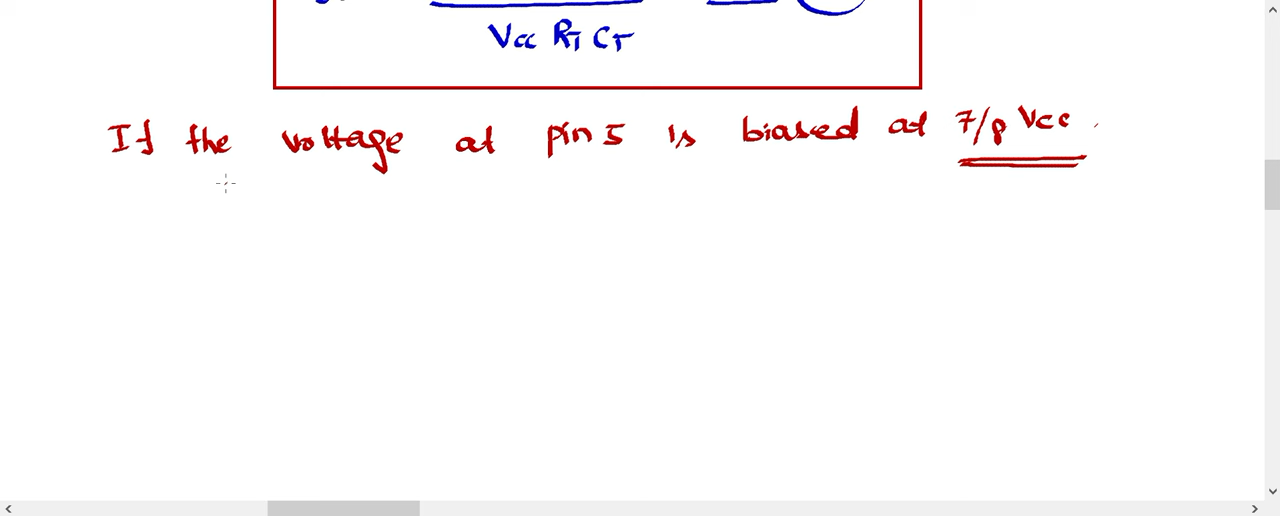 Vcc RT CT
If the voltage at pin 5 is biased at 7/8 Vcc.